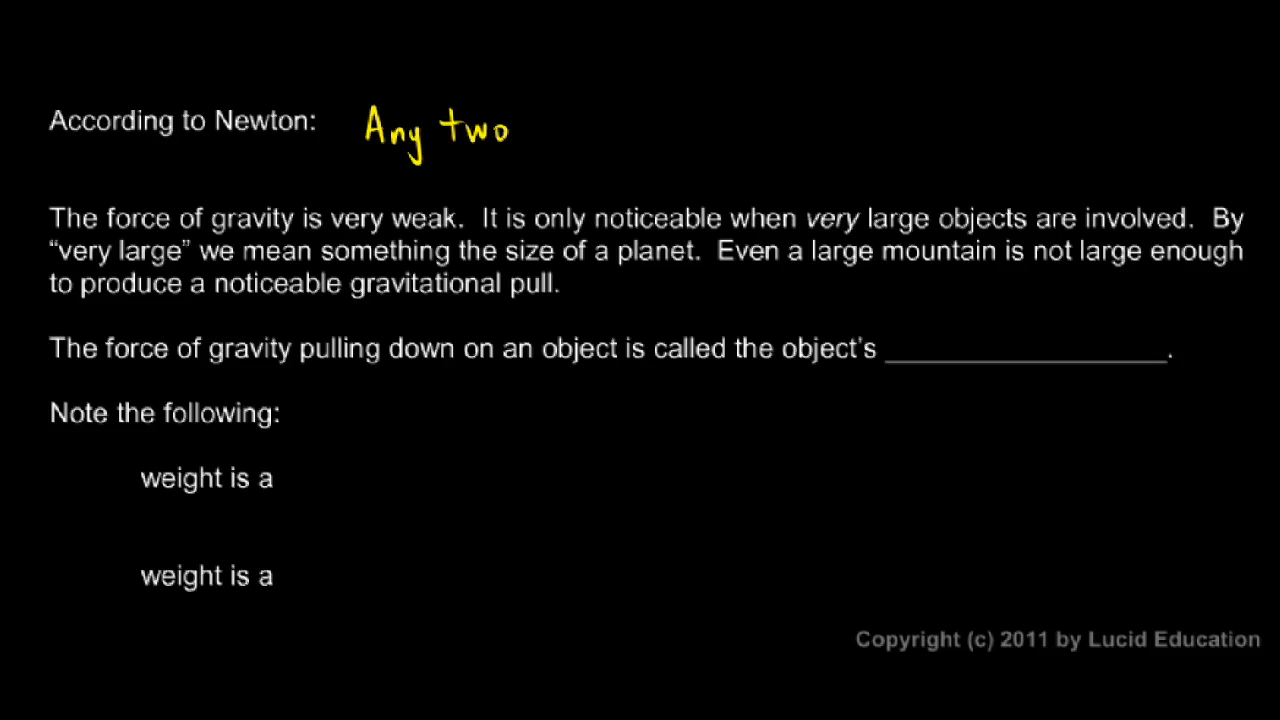 According to Newton: Any two
The force of gravity is very weak. It is only noticeable when very large objects are involved. By
“very large” we mean something the size of a planet. Even a large mountain is not large enough
to produce a noticeable gravitational pull.
The force of gravity pulling down on an object is called the object’s ___________________.
Note the following:
weight is a
weight is a
Copyright (c) 2011 by Lucid Education